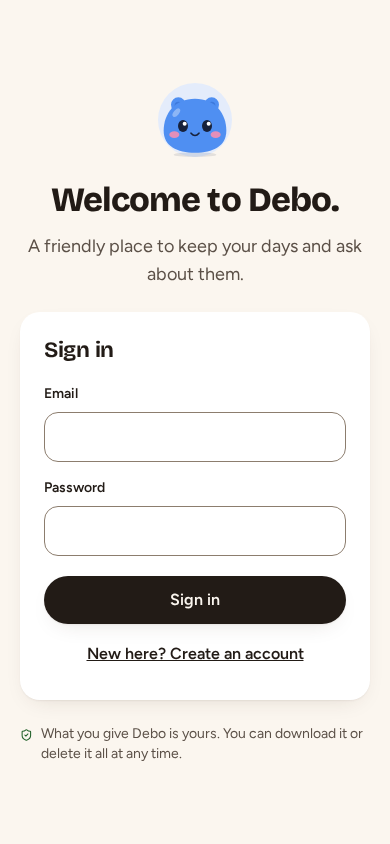 Welcome to Debo.
A friendly place to keep your days and ask
about them.
Sign in
Email
Password
Sign in
New here? Create an account
What you give Debo is yours. You can download it or
delete it all at any time.